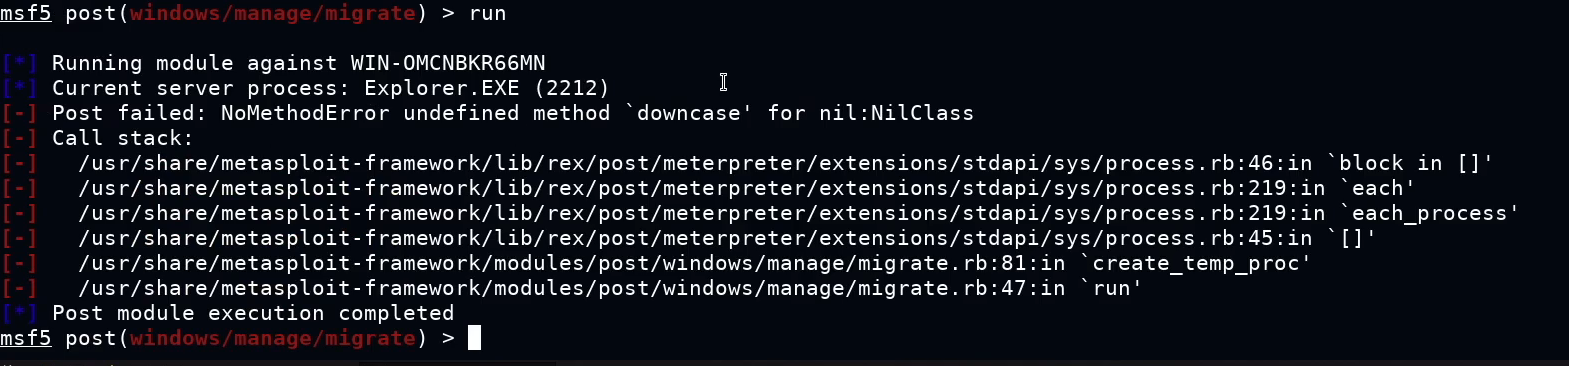 msf5 post(windows/manage/migrate) > run
[*] Running module against WIN-OMCNBKR66MN
[*] Current server process: Explorer.EXE (2212)
[-] Post failed: NoMethodError undefined method `downcase' for nil:NilClass
[-] Call stack:
[-]   /usr/share/metasploit-framework/lib/rex/post/meterpreter/extensions/stdapi/sys/process.rb:46:in `block in []'
[-]   /usr/share/metasploit-framework/lib/rex/post/meterpreter/extensions/stdapi/sys/process.rb:219:in `each'
[-]   /usr/share/metasploit-framework/lib/rex/post/meterpreter/extensions/stdapi/sys/process.rb:219:in `each_process'
[-]   /usr/share/metasploit-framework/lib/rex/post/meterpreter/extensions/stdapi/sys/process.rb:45:in `[]'
[-]   /usr/share/metasploit-framework/modules/post/windows/manage/migrate.rb:81:in `create_temp_proc'
[-]   /usr/share/metasploit-framework/modules/post/windows/manage/migrate.rb:47:in `run'
[*] Post module execution completed
msf5 post(windows/manage/migrate) >